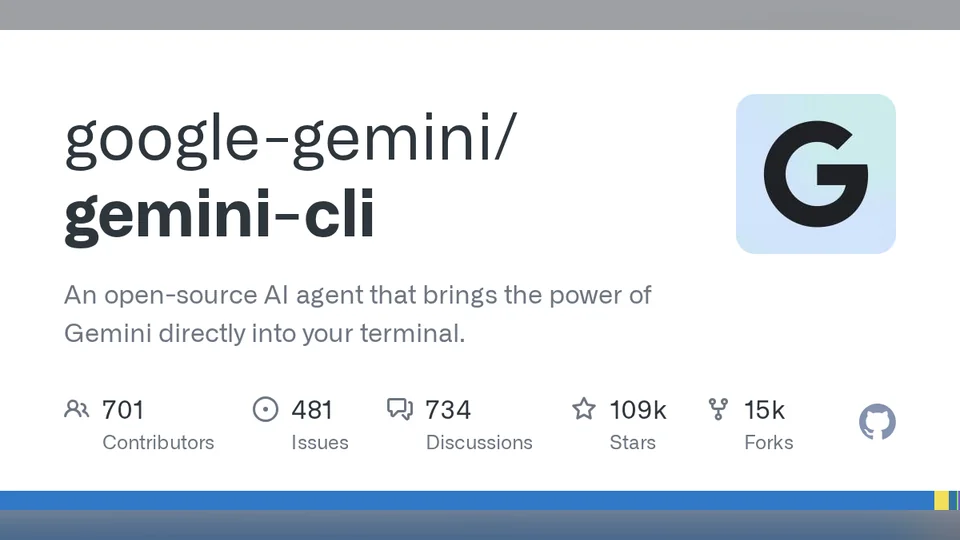 google-gemini/
gemini-cli
An open-source AI agent that brings the power of
Gemini directly into your terminal.
701 481 734 109k 15k
Contributors Issues Discussions Stars Forks
G